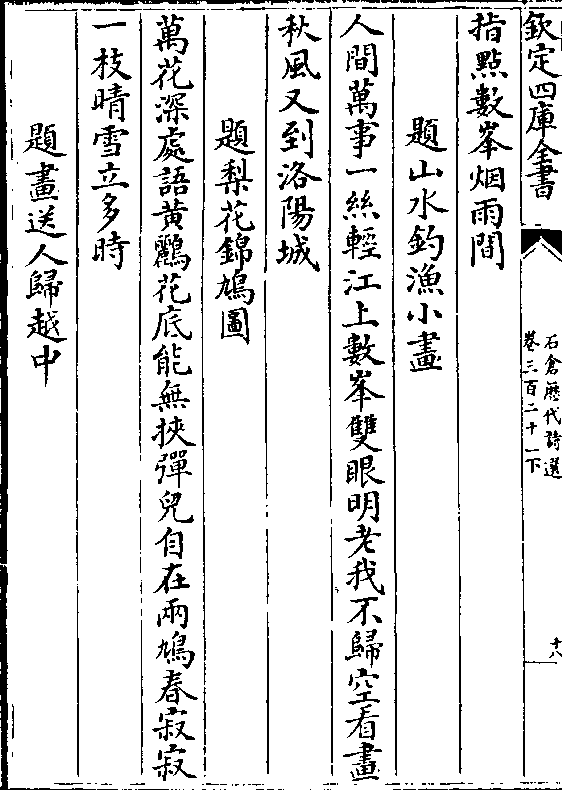 欽定四庫全書
石倉歴代詩選
卷三百二十一下
十八
指點數峯烟雨間
題山水釣漁小畫
人間萬事一絲輕江上數峯雙眼明老我不歸空看畫
秋風又到洛陽城
題梨花錦鳩圖
萬花深處語黄鸝花底能無挾彈兒自在兩鳩春寂寂
一枝晴雪立多時
題畫送人歸越中